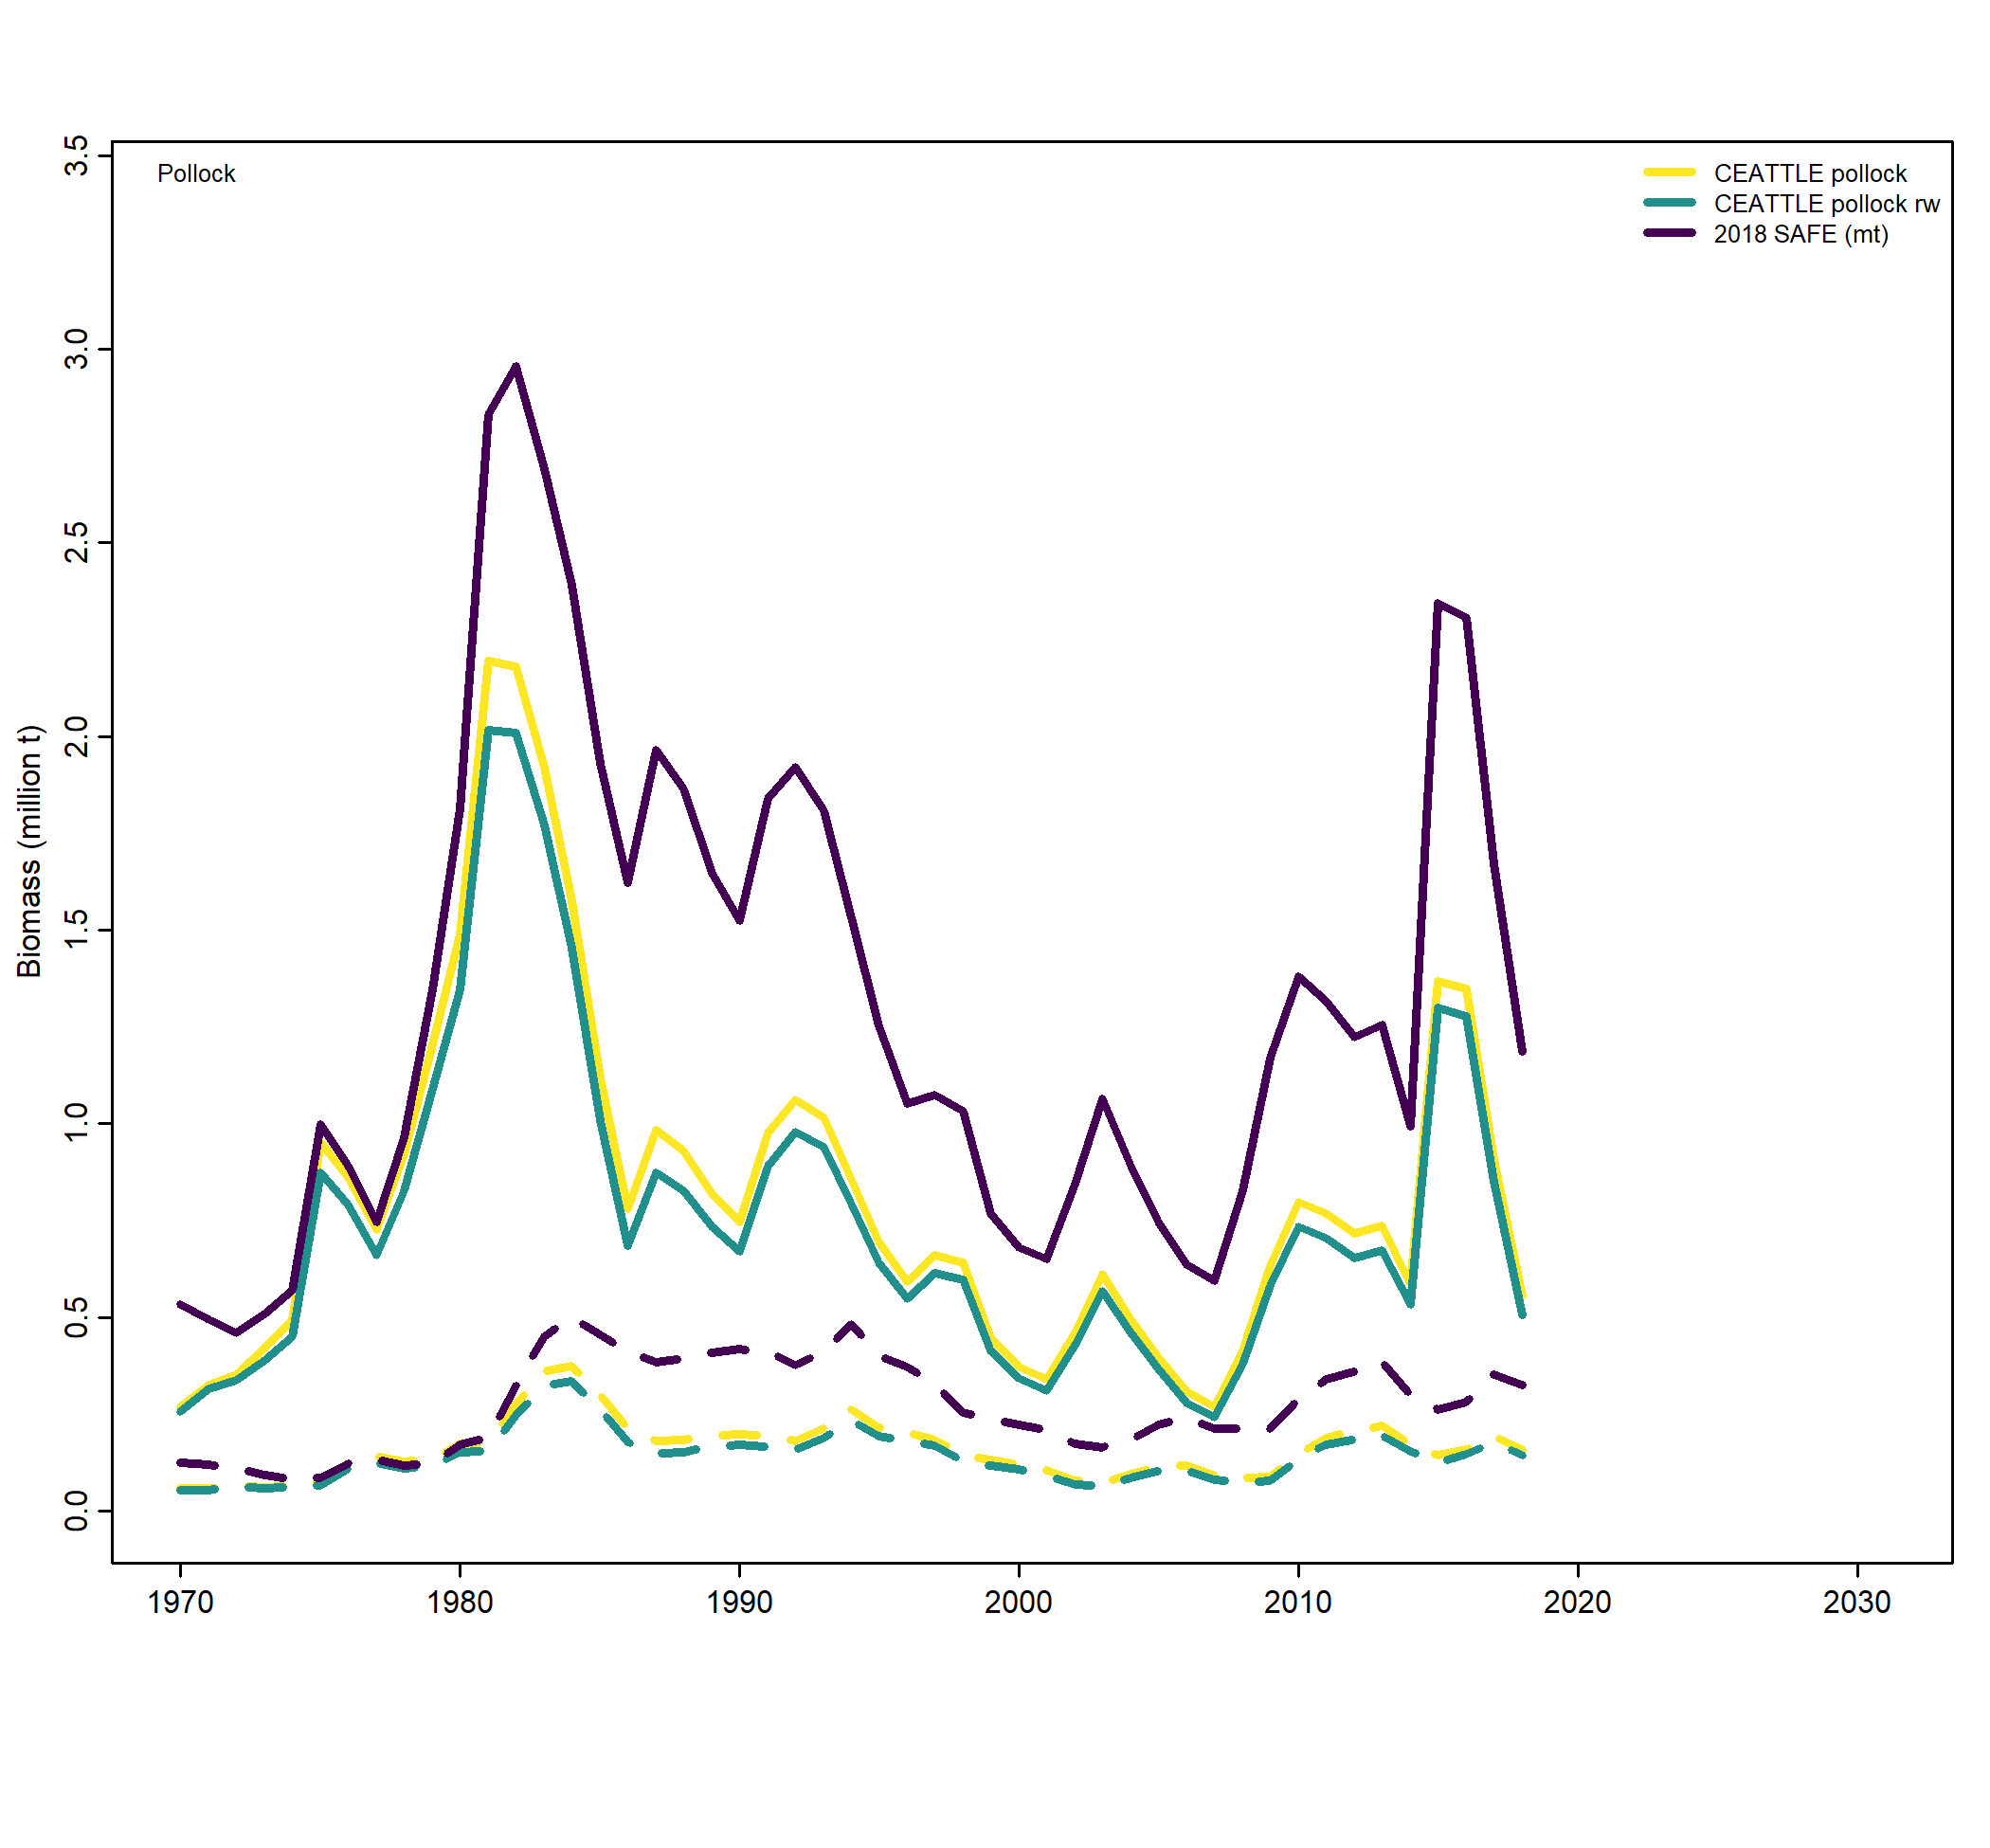 Pollock
CEATTLE pollock
CEATTLE pollock rw
2018 SAFE (mt)
Biomass (million t)
3.5
3.0
2.5
2.0
1.5
1.0
0.5
0.0
1970 1980 1990 2000 2010 2020 2030